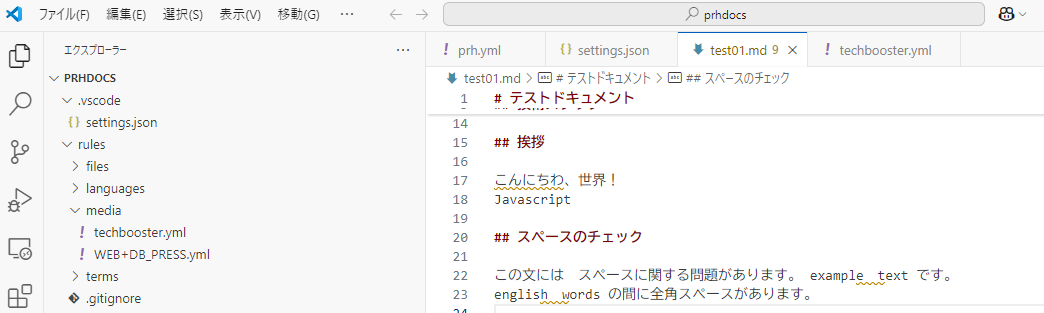 ファイル(F) 編集(E) 選択(S) 表示(V) 移動(G) … prhdocs
エクスプローラー …
PRHDOCS
.vscode
{} settings.json
rules
files
languages
media
! techbooster.yml
! WEB+DB_PRESS.yml
terms
.gitignore
! prh.yml {} settings.json test01.md 9 × ! techbooster.yml
test01.md > # テストドキュメント > ## スペースのチェック
1 # テストドキュメント
14
15 ## 挨拶
16
17 こんにちわ、世界！
18 Javascript
19
20 ## スペースのチェック
21
22 この文には　スペースに関する問題があります。 example　text です。
23 english　words の間に全角スペースがあります。
24